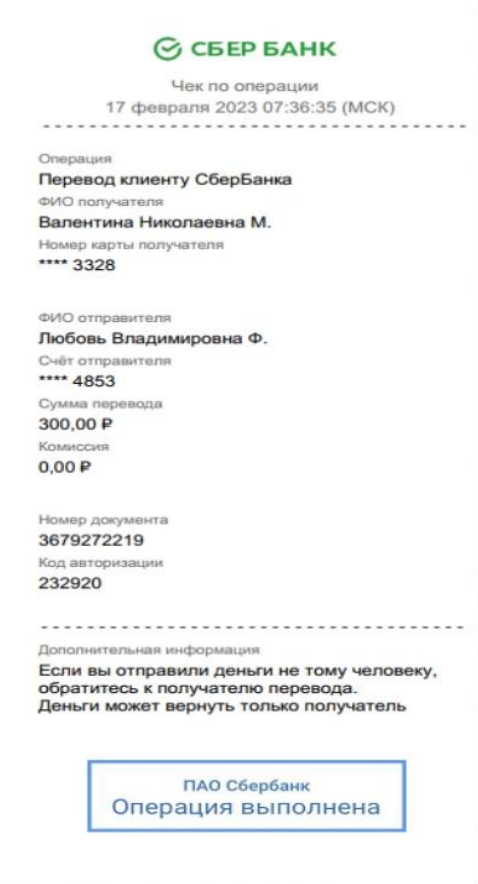 СБЕР БАНК
Чек по операции
17 февраля 2023 07:36:35 (МСК)
Операция
Перевод клиенту СберБанка
ФИО получателя
Валентина Николаевна М.
Номер карты получателя
**** 3328
ФИО отправителя
Любовь Владимировна Ф.
Счёт отправителя
**** 4853
Сумма перевода
300,00 ₽
Комиссия
0,00 ₽
Номер документа
3679272219
Код авторизации
232920
Дополнительная информация
Если вы отправили деньги не тому человеку,
обратитесь к получателю перевода.
Деньги может вернуть только получатель
ПАО Сбербанк
Операция выполнена